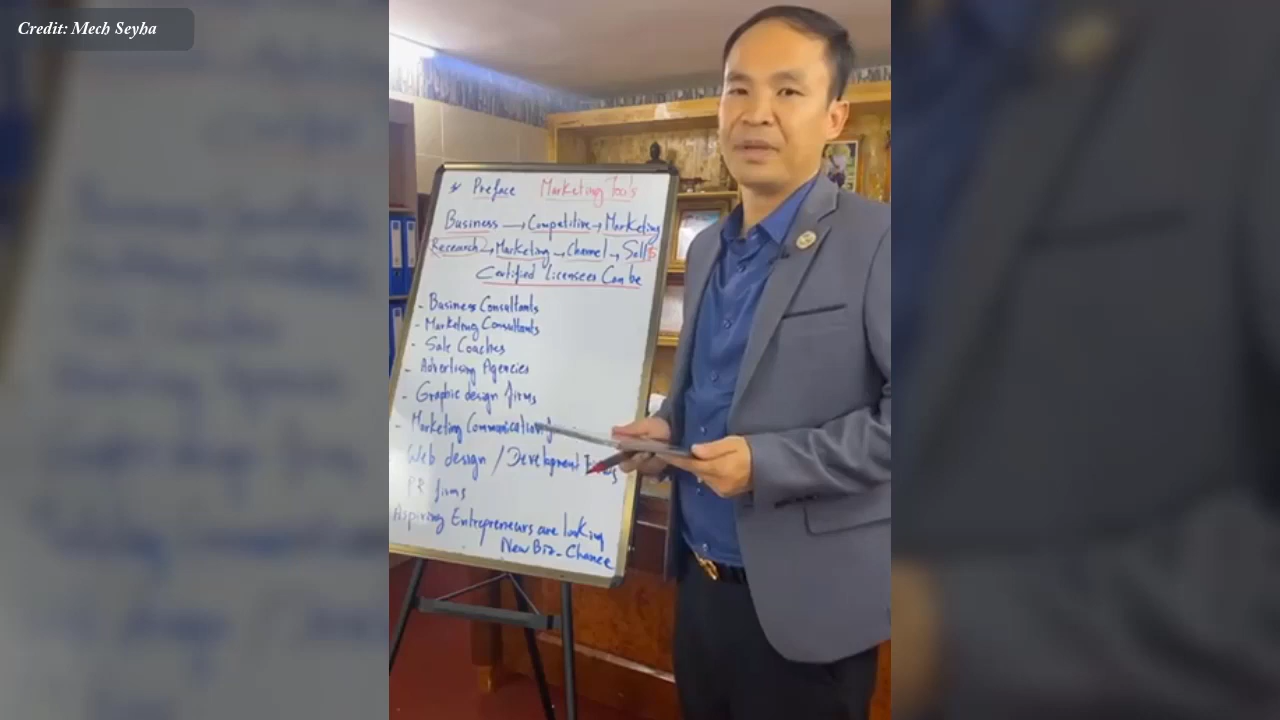 Credit: Mech Seyha
* Preface Marketing Tools
Business → Competitive → Marketing
Research → Marketing → Channel → Sell $
Certified Licensees Can be
- Business Consultants
- Marketing Consultants
- Sale Coaches
- Advertising Agencies
- Graphic design firms
- Marketing Communication
Web design / Development Firms
PR firms
Aspiring Entrepreneurs are looking
New Biz - Chance